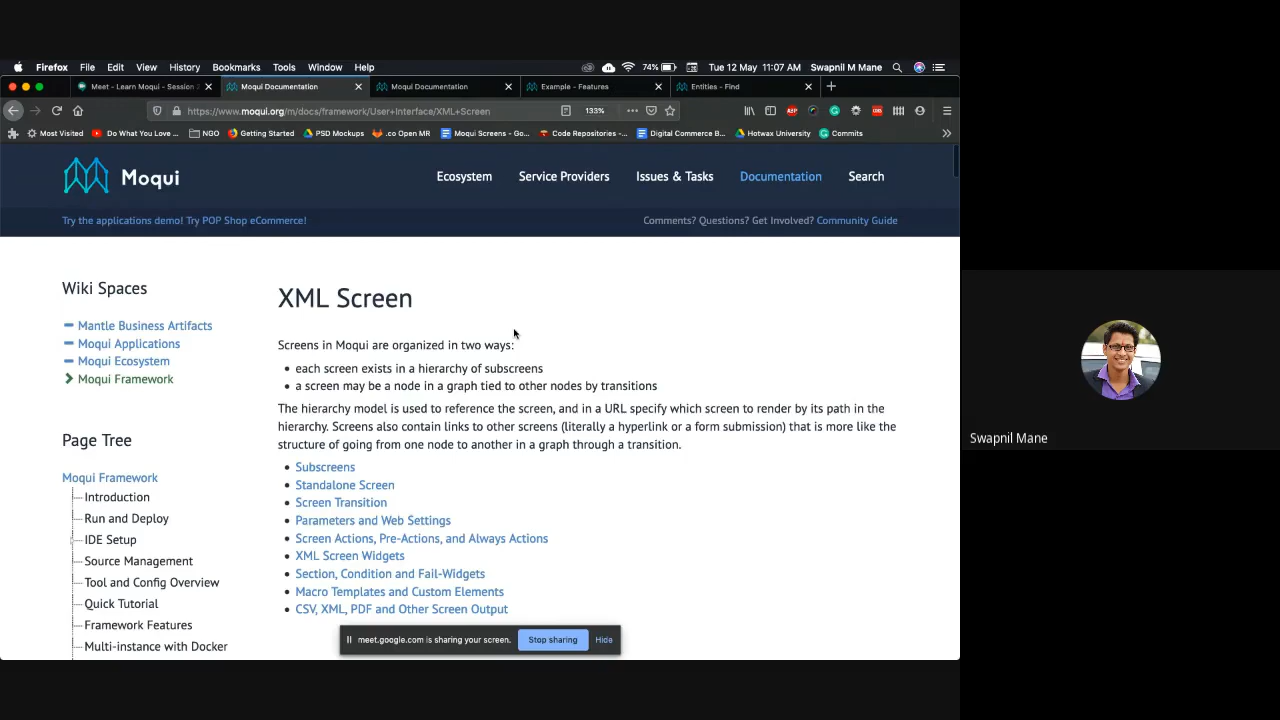 Firefox File Edit View History Bookmarks Tools Window Help 74% Tue 12 May 11:07 AM Swapnil M Mane
Meet - Learn Moqui - Session Moqui Documentation Moqui Documentation Example - Features Entities - Find
https://www.moqui.org/m/docs/framework/User+Interface/XML+Screen 133%
Most Visited Do What You Love ... NGO Getting Started PSD Mockups .co Open MR Moqui Screens - Go... Code Repositories -... Digital Commerce B... Hotwax University Commits
Moqui
Ecosystem Service Providers Issues & Tasks Documentation Search
Try the applications demo! Try POP Shop eCommerce! Comments? Questions? Get Involved? Community Guide
Wiki Spaces
Mantle Business Artifacts
Moqui Applications
Moqui Ecosystem
Moqui Framework
Page Tree
Moqui Framework
Introduction
Run and Deploy
IDE Setup
Source Management
Tool and Config Overview
Quick Tutorial
Framework Features
Multi-instance with Docker
XML Screen
Screens in Moqui are organized in two ways:
each screen exists in a hierarchy of subscreens
a screen may be a node in a graph tied to other nodes by transitions
The hierarchy model is used to reference the screen, and in a URL specify which screen to render by its path in the
hierarchy. Screens also contain links to other screens (literally a hyperlink or a form submission) that is more like the
structure of going from one node to another in a graph through a transition.
Subscreens
Standalone Screen
Screen Transition
Parameters and Web Settings
Screen Actions, Pre-Actions, and Always Actions
XML Screen Widgets
Section, Condition and Fail-Widgets
Macro Templates and Custom Elements
CSV, XML, PDF and Other Screen Output
meet.google.com is sharing your screen. Stop sharing Hide
Swapnil Mane